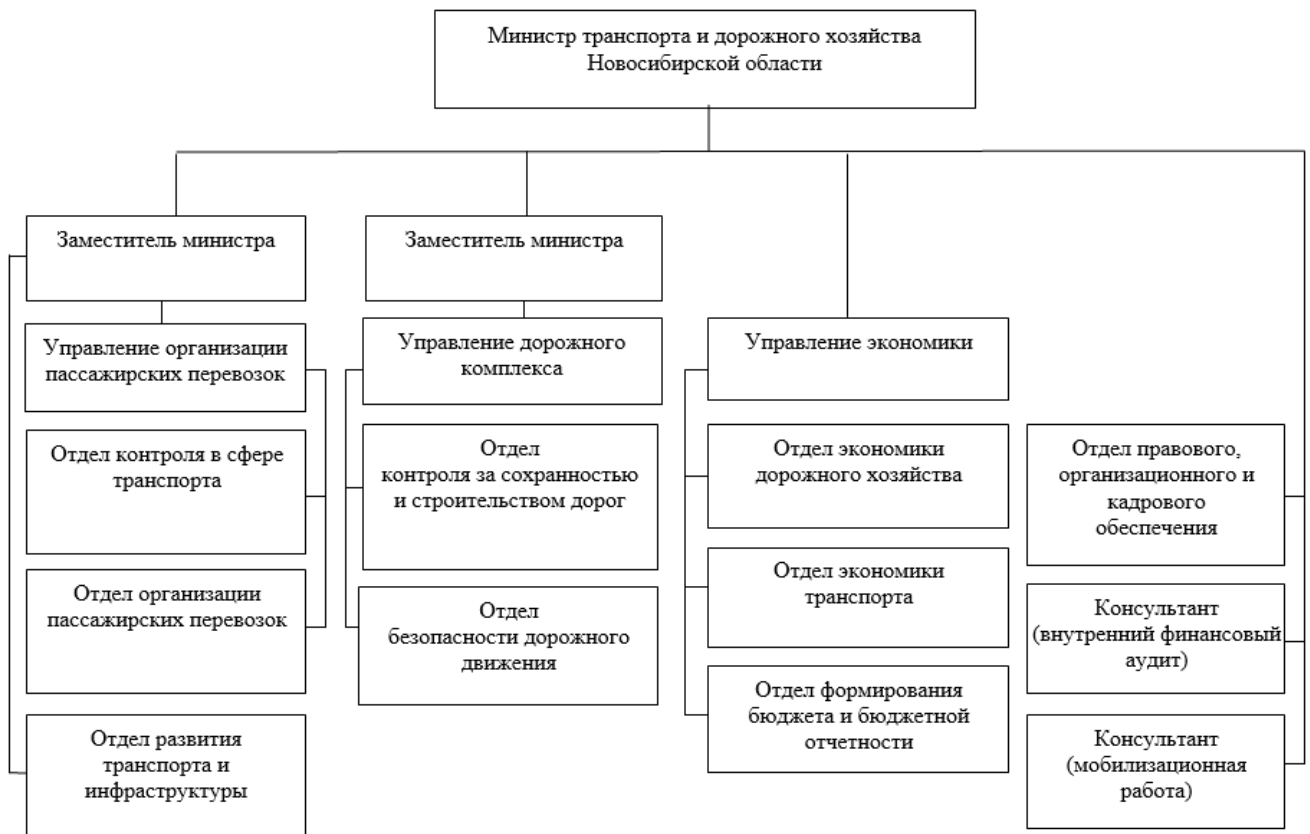 Министр транспорта и дорожного хозяйства
Новосибирской области
Заместитель министра
Заместитель министра
Управление организации
пассажирских перевозок
Управление дорожного
комплекса
Управление экономики
Отдел контроля в сфере
транспорта
Отдел
контроля за сохранностью
и строительством дорог
Отдел экономики
дорожного хозяйства
Отдел правового,
организационного и
кадрового
обеспечения
Отдел организации
пассажирских перевозок
Отдел
безопасности дорожного
движения
Отдел экономики
транспорта
Консультант
(внутренний финансовый
аудит)
Отдел развития
транспорта и
инфраструктуры
Отдел формирования
бюджета и бюджетной
отчетности
Консультант
(мобилизационная
работа)